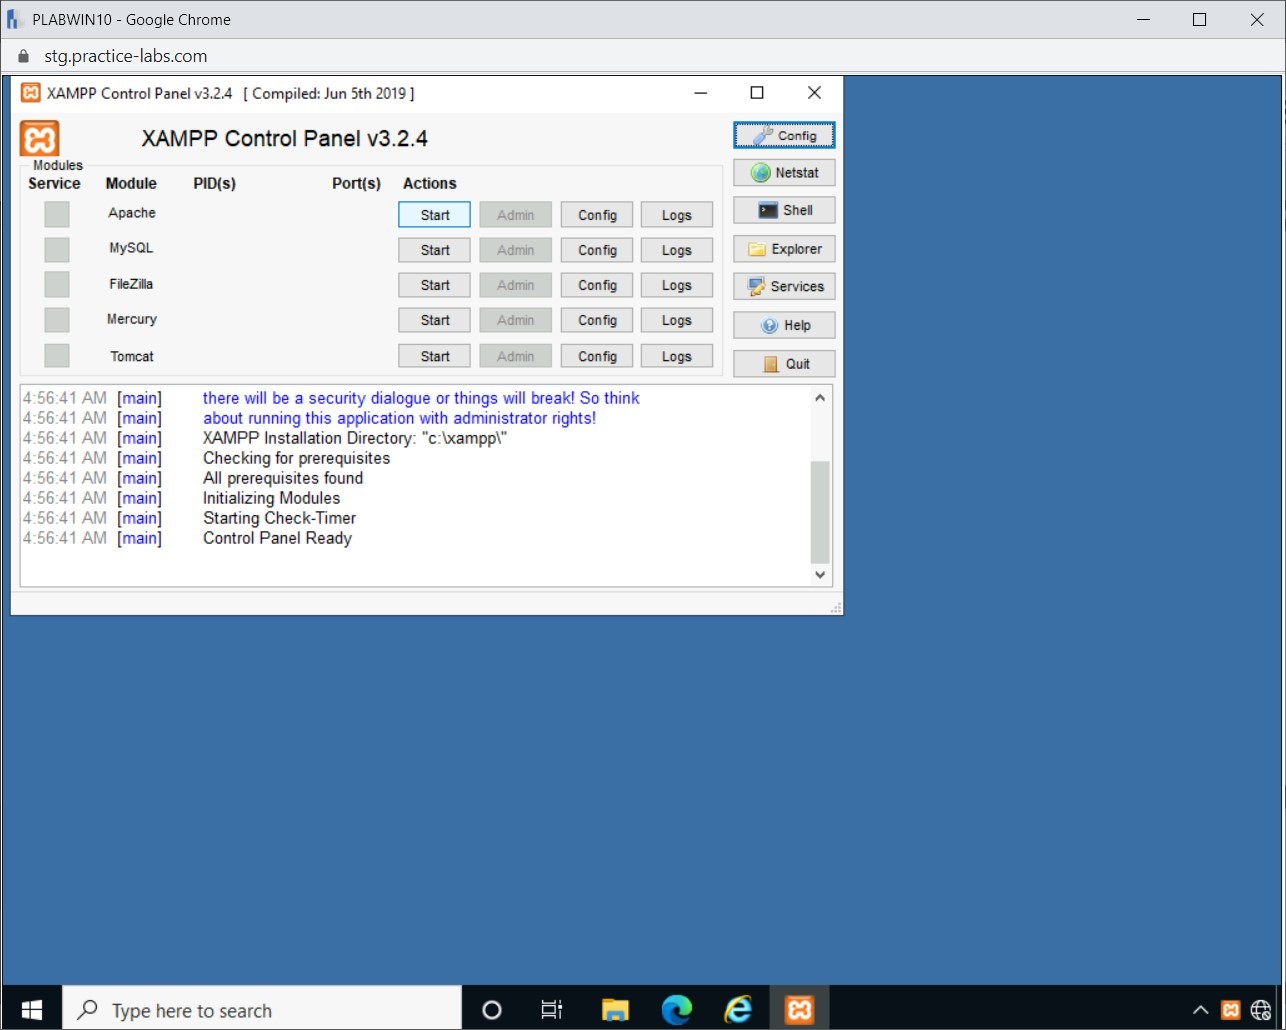 PLABWIN10 - Google Chrome
stg.practice-labs.com
XAMPP Control Panel v3.2.4 [ Compiled: Jun 5th 2019 ]
XAMPP Control Panel v3.2.4
Config
Modules
Service Module PID(s) Port(s) Actions
Netstat
Apache Start Admin Config Logs
Shell
MySQL Start Admin Config Logs
Explorer
FileZilla Start Admin Config Logs
Services
Mercury Start Admin Config Logs
Help
Tomcat Start Admin Config Logs
Quit
4:56:41 AM [main] there will be a security dialogue or things will break! So think
4:56:41 AM [main] about running this application with administrator rights!
4:56:41 AM [main] XAMPP Installation Directory: "c:\xampp\"
4:56:41 AM [main] Checking for prerequisites
4:56:41 AM [main] All prerequisites found
4:56:41 AM [main] Initializing Modules
4:56:41 AM [main] Starting Check-Timer
4:56:41 AM [main] Control Panel Ready
Type here to search